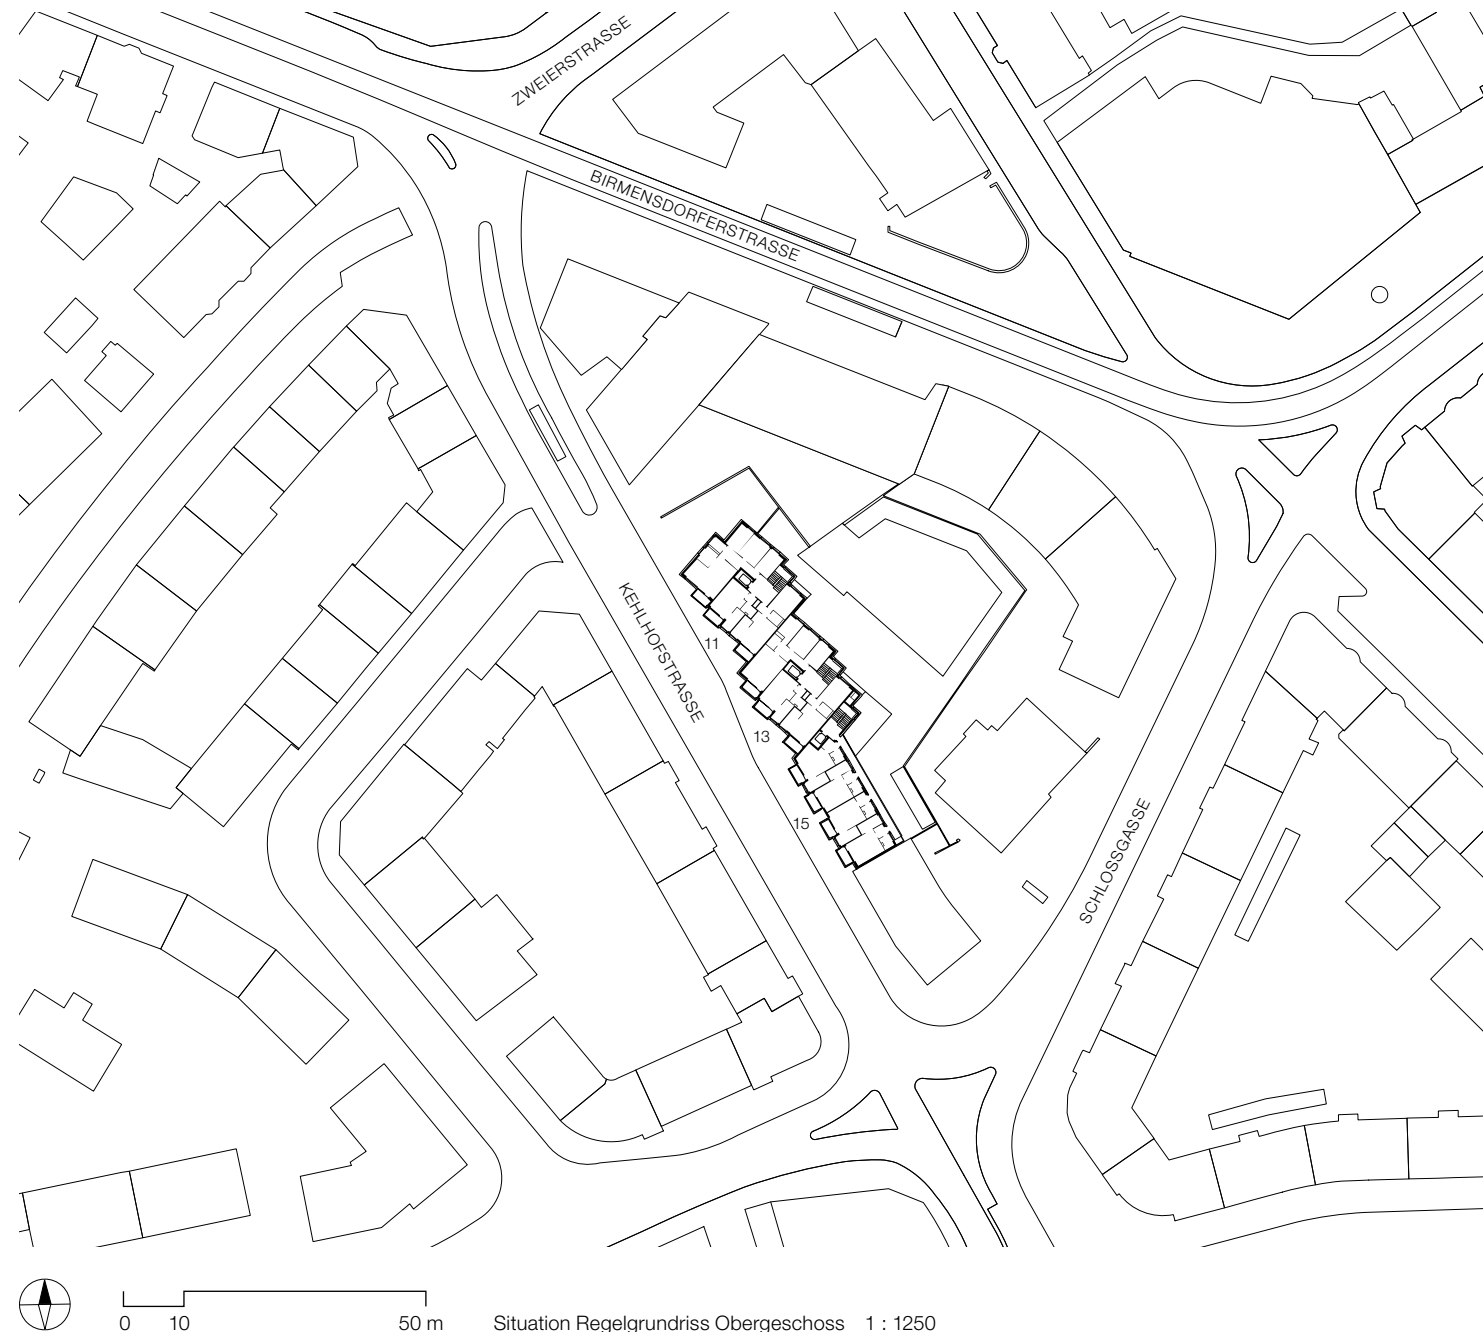 ZWEIERSTRASSE
BIRMENSDORFERSTRASSE
KEHLHOFSTRASSE
11
13
15
SCHLOSSGASSE
0 10 50 m
Situation Regelgrundriss Obergeschoss 1 : 1250